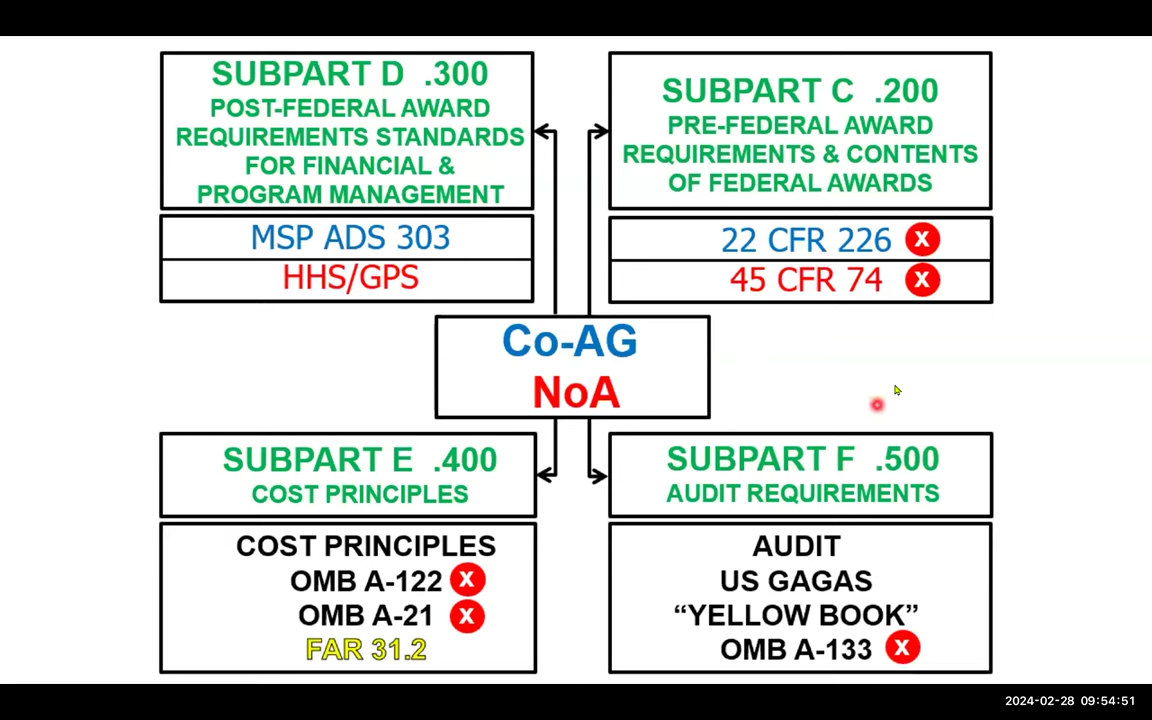 SUBPART D .300
POST-FEDERAL AWARD
REQUIREMENTS STANDARDS
FOR FINANCIAL &
PROGRAM MANAGEMENT
MSP ADS 303
HHS/GPS
SUBPART C .200
PRE-FEDERAL AWARD
REQUIREMENTS & CONTENTS
OF FEDERAL AWARDS
22 CFR 226 X
45 CFR 74 X
Co-AG
NoA
SUBPART E .400
COST PRINCIPLES
COST PRINCIPLES
OMB A-122 X
OMB A-21 X
FAR 31.2
SUBPART F .500
AUDIT REQUIREMENTS
AUDIT
US GAGAS
“YELLOW BOOK”
OMB A-133 X
2024-02-28 09:54:51